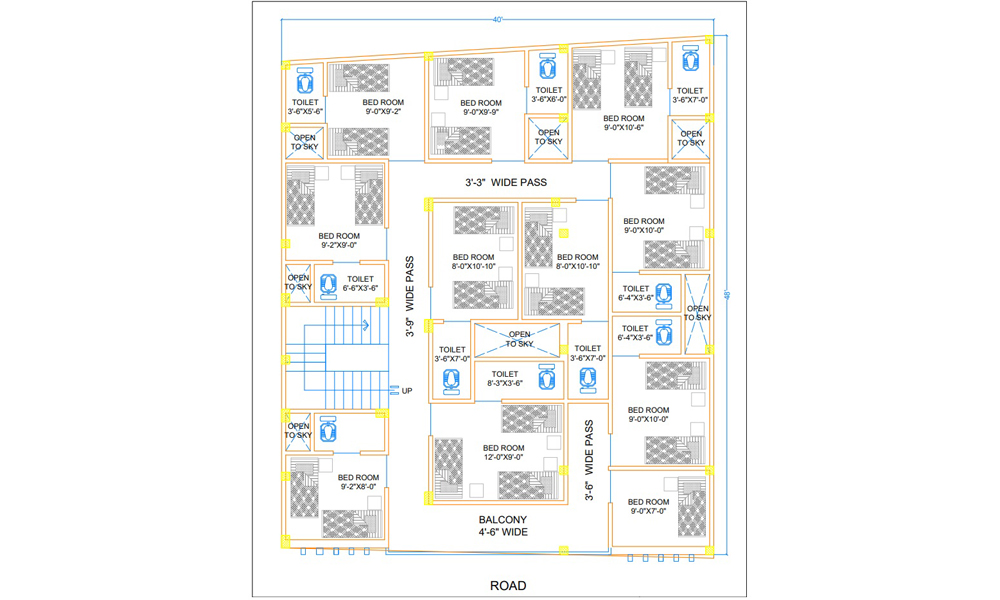 40'
TOILET
3'-6"X5'-6"
BED ROOM
9'-0"X9'-2"
BED ROOM
9'-0"X9'-9"
TOILET
3'-6"X6'-0"
BED ROOM
9'-0"X10'-6"
TOILET
3'-6"X7'-0"
OPEN
TO SKY
OPEN
TO SKY
OPEN
TO SKY
3'-3" WIDE PASS
BED ROOM
9'-2"X9'-0"
BED ROOM
8'-0"X10'-10"
BED ROOM
8'-0"X10'-10"
BED ROOM
9'-0"X10'-0"
OPEN
TO SKY
TOILET
6'-6"X3'-6"
3'-9" WIDE PASS
TOILET
6'-4"X3'-6"
OPEN
TO SKY
48'
TOILET
6'-4"X3'-6"
OPEN
TO SKY
TOILET
3'-6"X7'-0"
TOILET
3'-6"X7'-0"
TOILET
8'-3"X3'-6"
UP
OPEN
TO SKY
BED ROOM
9'-0"X10'-0"
BED ROOM
12'-0"X9'-0"
3'-6" WIDE PASS
BED ROOM
9'-2"X8'-0"
BED ROOM
9'-0"X7'-0"
BALCONY
4'-6" WIDE
ROAD